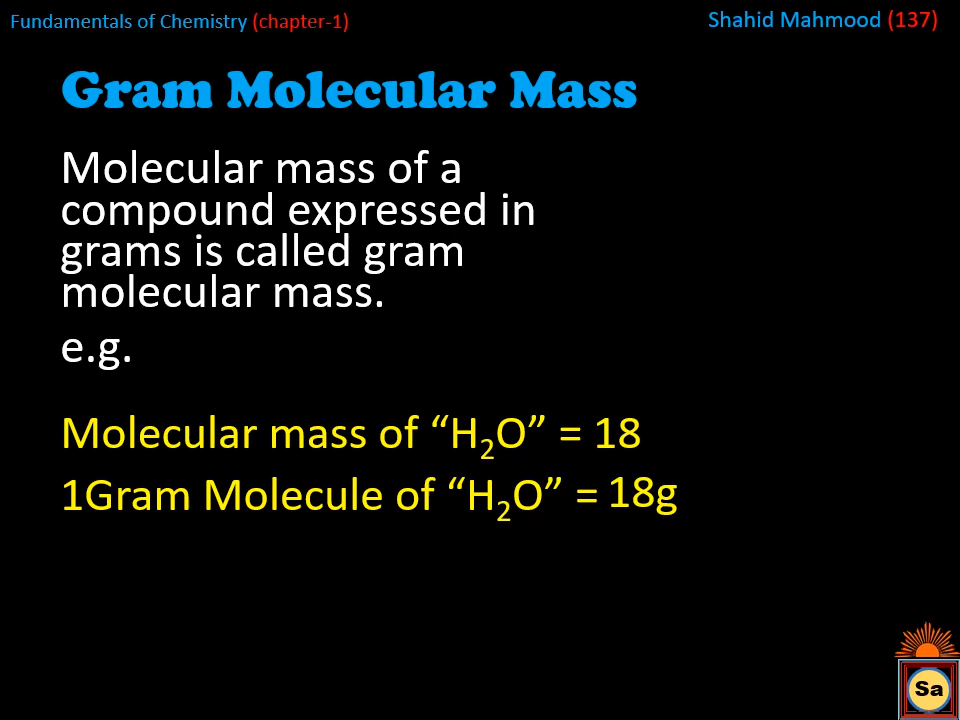 Fundamentals of Chemistry (chapter-1)
Shahid Mahmood (137)
Gram Molecular Mass
Molecular mass of a
compound expressed in
grams is called gram
molecular mass.
e.g.
Molecular mass of “H₂O” = 18
1Gram Molecule of “H₂O” = 18g
Sa